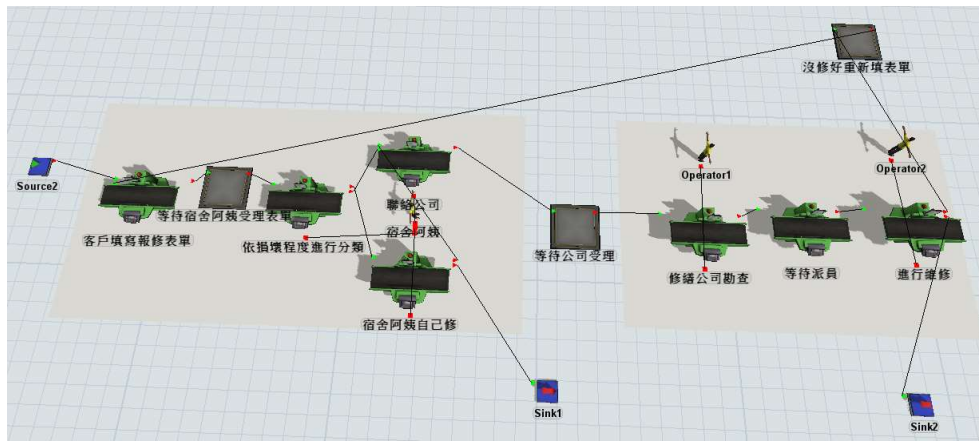 沒修好重新填表單
Source2
Operator1
Operator2
等待宿舍阿姨受理表單
聯絡公司
宿舍阿姨
客戶填寫報修表單
依損壞程度進行分類
等待公司受理
修繕公司勘查
等待派員
進行維修
宿舍阿姨自己修
Sink1
Sink2